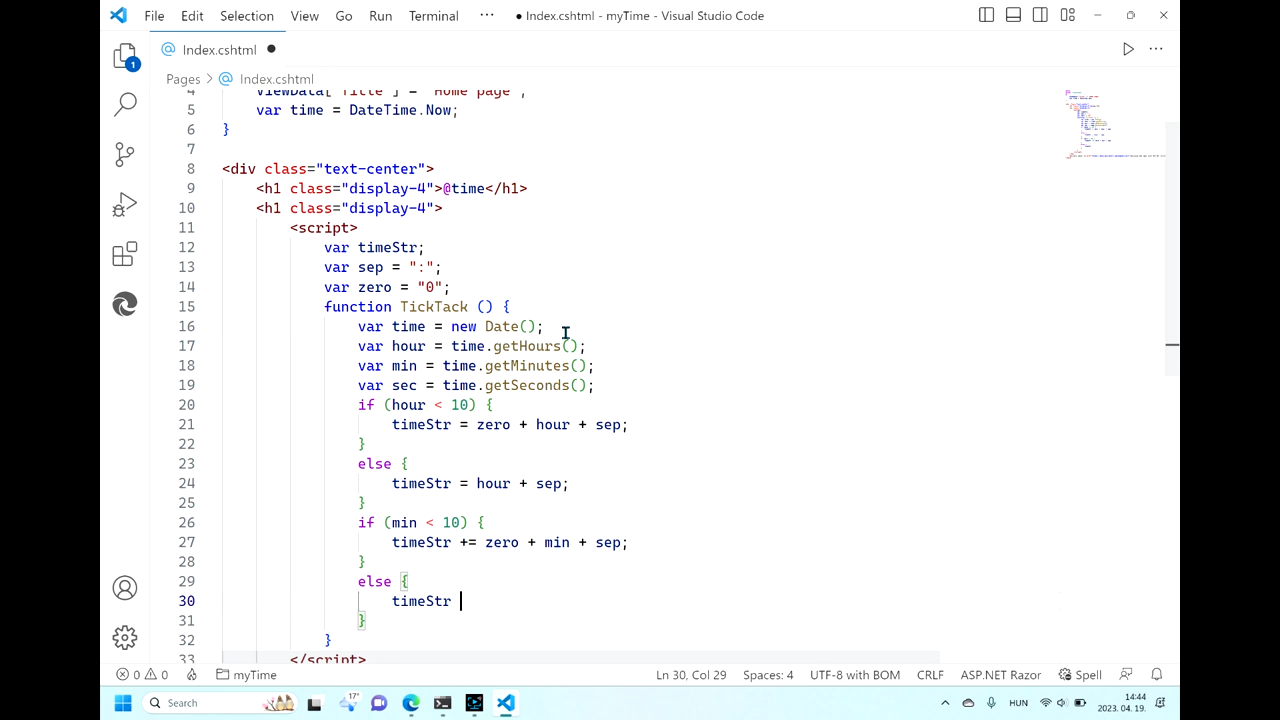 File Edit Selection View Go Run Terminal ··· ● Index.cshtml - myTime - Visual Studio Code
Index.cshtml ●
Pages > Index.cshtml
4 ViewData["Title"] = "Home page";
5 var time = DateTime.Now;
6 }
7
8 <div class="text-center">
9 <h1 class="display-4">@time</h1>
10 <h1 class="display-4">
11 <script>
12 var timeStr;
13 var sep = ":";
14 var zero = "0";
15 function TickTack () {
16 var time = new Date();
17 var hour = time.getHours();
18 var min = time.getMinutes();
19 var sec = time.getSeconds();
20 if (hour < 10) {
21 timeStr = zero + hour + sep;
22 }
23 else {
24 timeStr = hour + sep;
25 }
26 if (min < 10) {
27 timeStr += zero + min + sep;
28 }
29 else {
30 timeStr
31 }
32 }
33 </script>
1
0 0 myTime Ln 30, Col 29 Spaces: 4 UTF-8 with BOM CRLF ASP.NET Razor Spell
Search 17° HUN 14:44
2023. 04. 19.